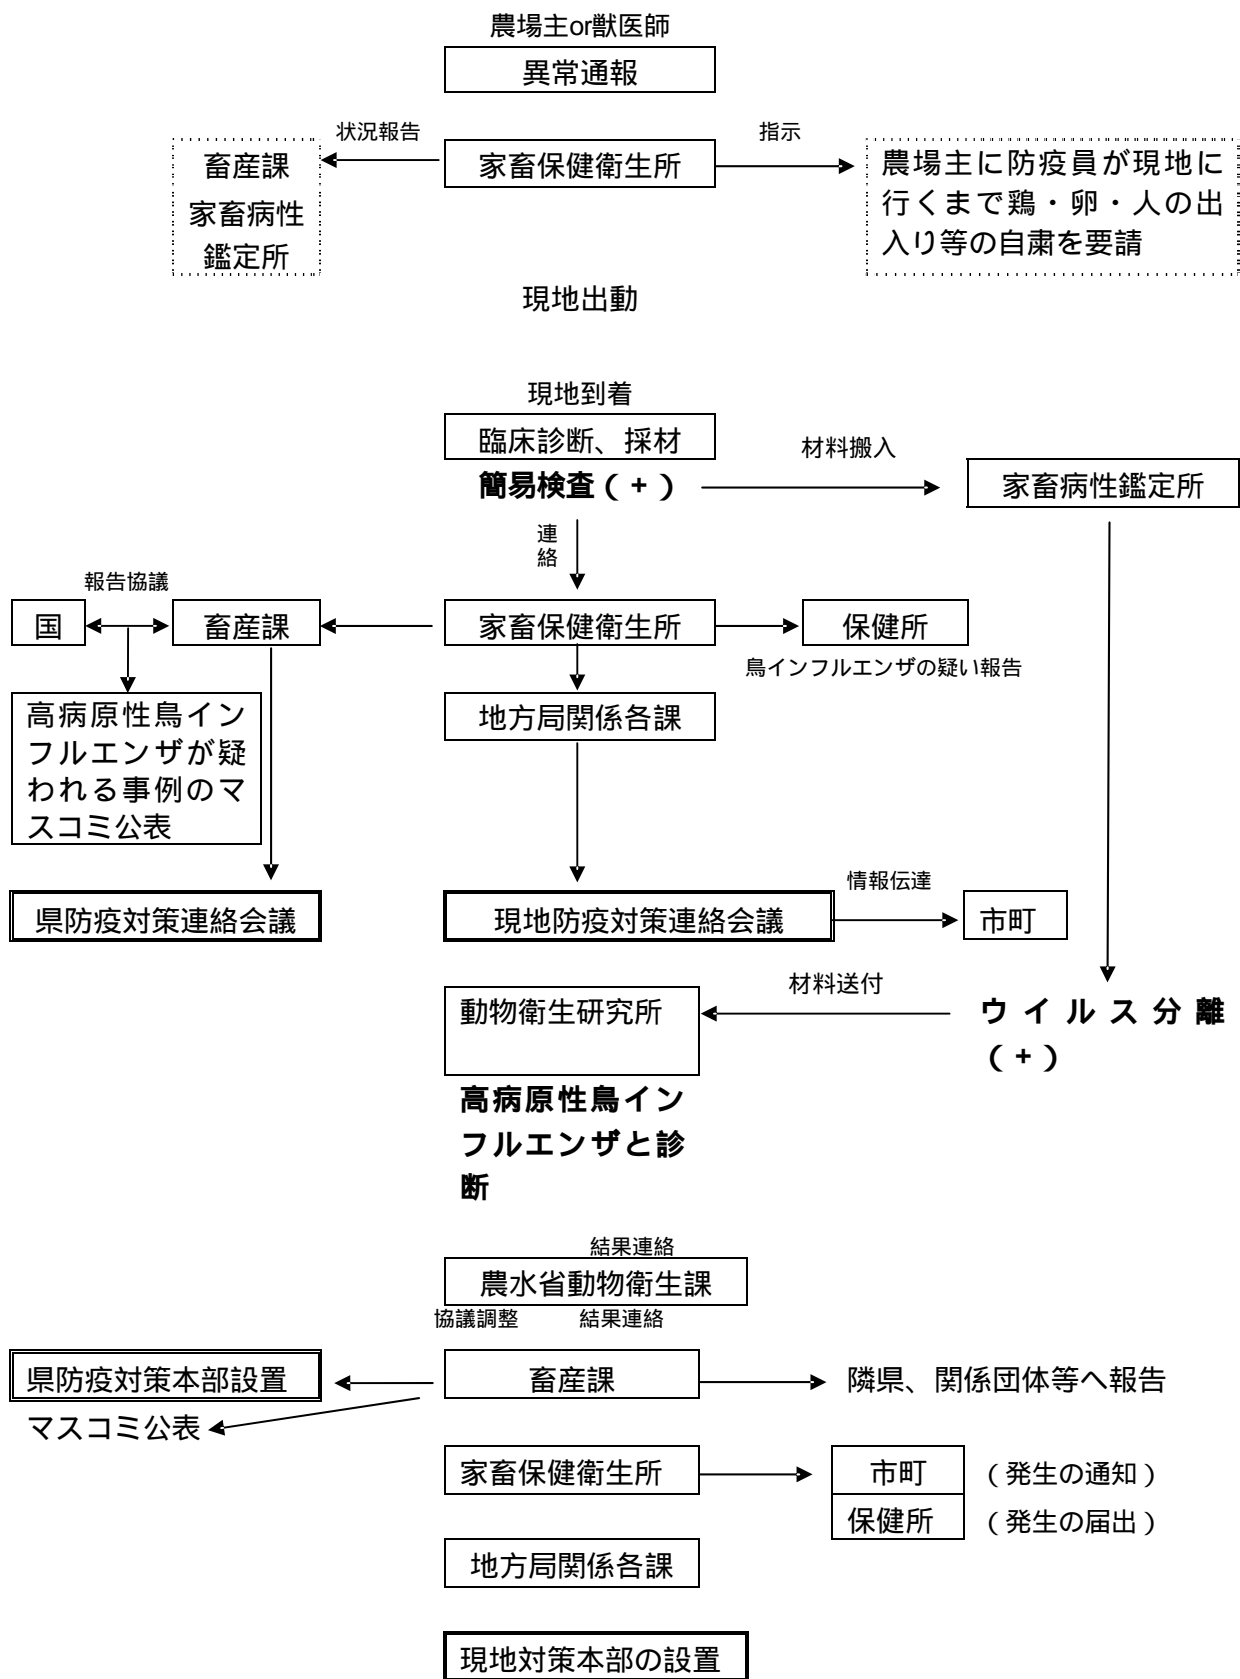 農場主or獣医師
異常通報
状況報告
指示
畜産課
家畜病性
鑑定所
家畜保健衛生所
農場主に防疫員が現地に
行くまで鶏・卵・人の出
入り等の自粛を要請
現地出動
現地到着
臨床診断、採材
簡易検査（+）
材料搬入
家畜病性鑑定所
連
絡
報告協議
国
畜産課
家畜保健衛生所
保健所
鳥インフルエンザの疑い報告
高病原性鳥イン
フルエンザが疑
われる事例のマ
スコミ公表
地方局関係各課
県防疫対策連絡会議
現地防疫対策連絡会議
情報伝達
市町
動物衛生研究所
材料送付
ウイルス分離
（+）
高病原性鳥イン
フルエンザと診
断
結果連絡
農水省動物衛生課
協議調整
結果連絡
県防疫対策本部設置
畜産課
隣県、関係団体等へ報告
マスコミ公表
家畜保健衛生所
市町
（発生の通知）
保健所
（発生の届出）
地方局関係各課
現地対策本部の設置